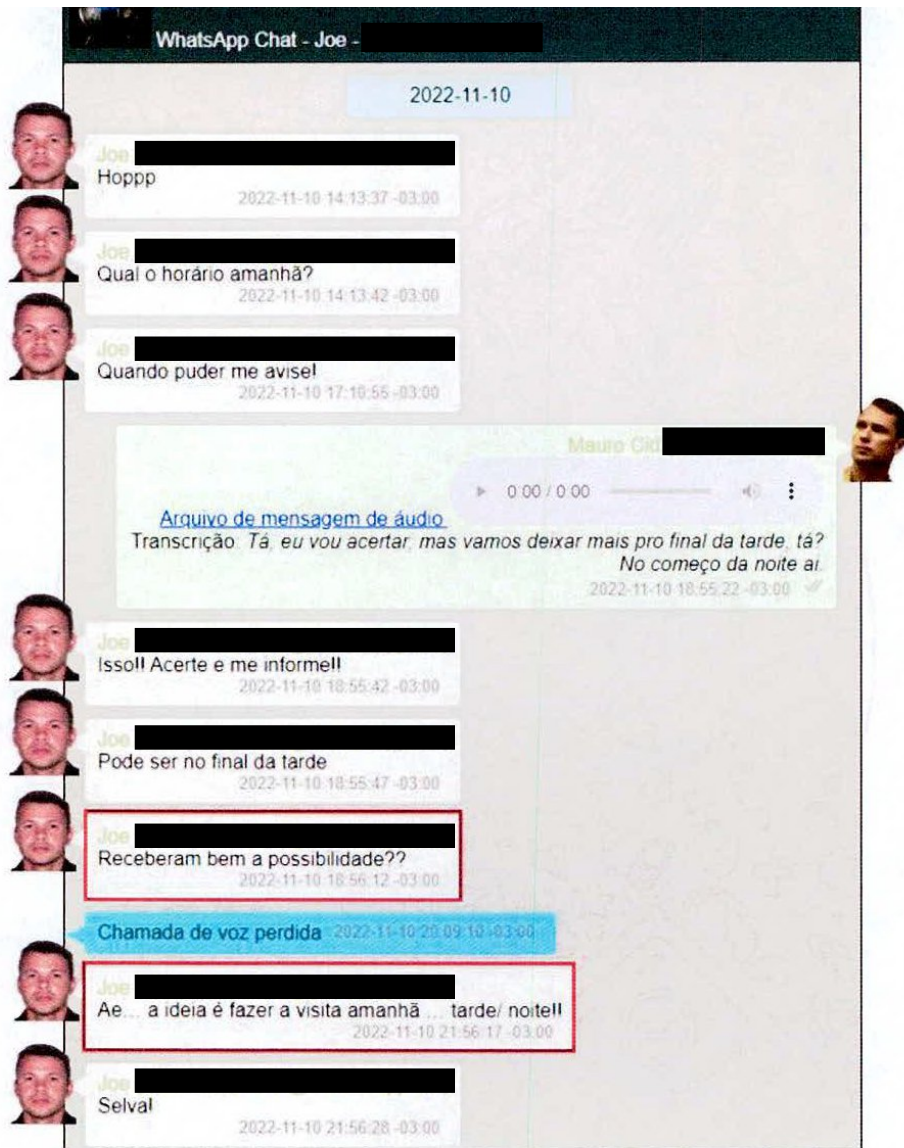 WhatsApp Chat - Joe -
2022-11-10
Joe
Hoppp
2022-11-10 14:13:37 -03:00
Joe
Qual o horário amanhã?
2022-11-10 14:13:42 -03:00
Joe
Quando puder me avise!
2022-11-10 17:10:55 -03:00
Mauro Cid
0:00 / 0:00
Arquivo de mensagem de áudio
Transcrição: Tá, eu vou acertar, mas vamos deixar mais pro final da tarde, tá?
No começo da noite aí.
2022-11-10 18:55:22 -03:00
Joe
Isso!! Acerte e me informe!!
2022-11-10 18:55:42 -03:00
Joe
Pode ser no final da tarde
2022-11-10 18:55:47 -03:00
Joe
Receberam bem a possibilidade??
2022-11-10 18:56:12 -03:00
Chamada de voz perdida 2022-11-10 20:09:10 -03:00
Joe
Ae... a ideia é fazer a visita amanhã ... tarde/ noite!!
2022-11-10 21:56:17 -03:00
Joe
Selva!
2022-11-10 21:56:28 -03:00